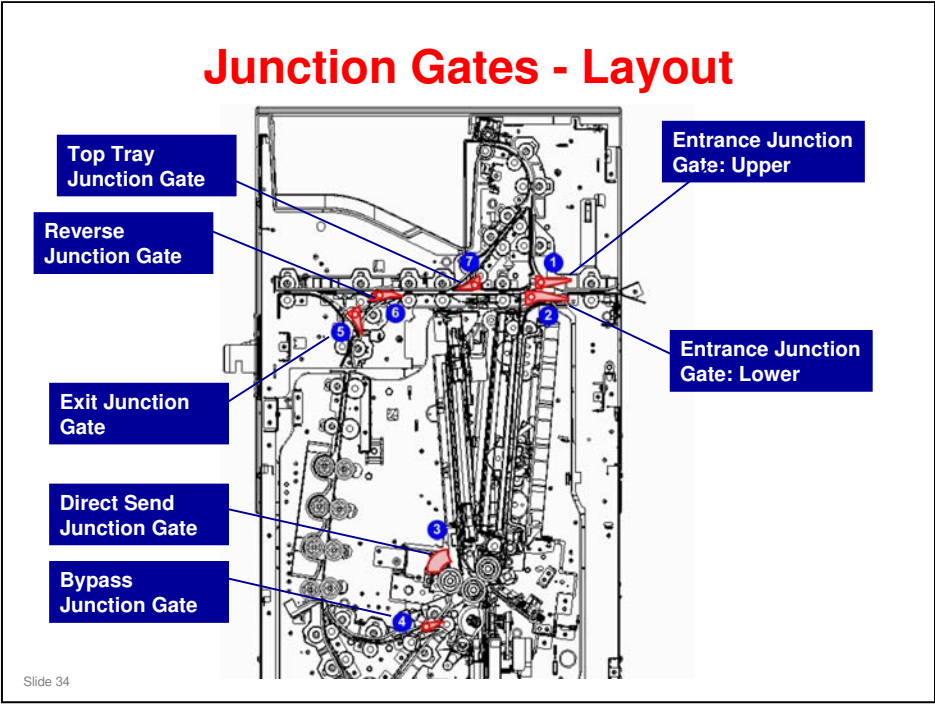 Junction Gates - Layout
Top Tray
Junction Gate
Entrance Junction
Gate: Upper
Reverse
Junction Gate
7
1
6
2
5
Entrance Junction
Gate: Lower
Exit Junction
Gate
Direct Send
Junction Gate
3
Bypass
Junction Gate
4
Slide 34